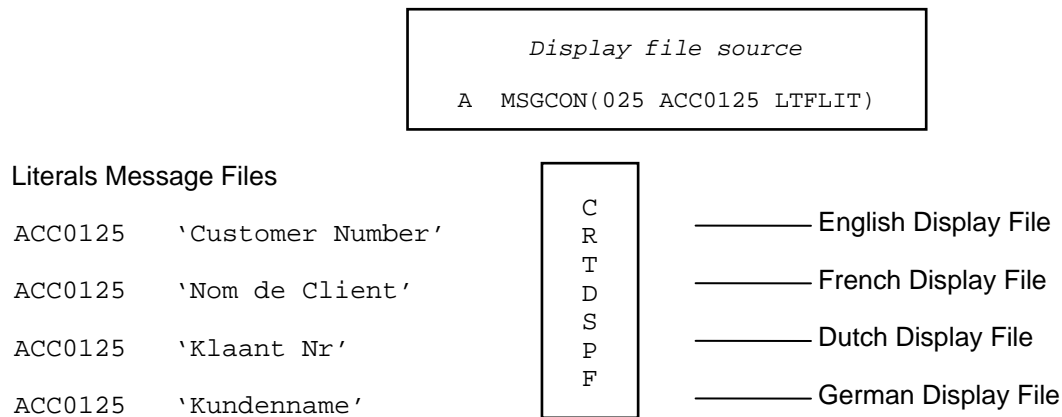 Display file source
A MSGCON(025 ACC0125 LTFLIT)
Literals Message Files
ACC0125 ‘Customer Number’
ACC0125 ‘Nom de Client’
ACC0125 ‘Klaant Nr’
ACC0125 ‘Kundenname’
C
R
T
D
S
P
F
English Display File
French Display File
Dutch Display File
German Display File